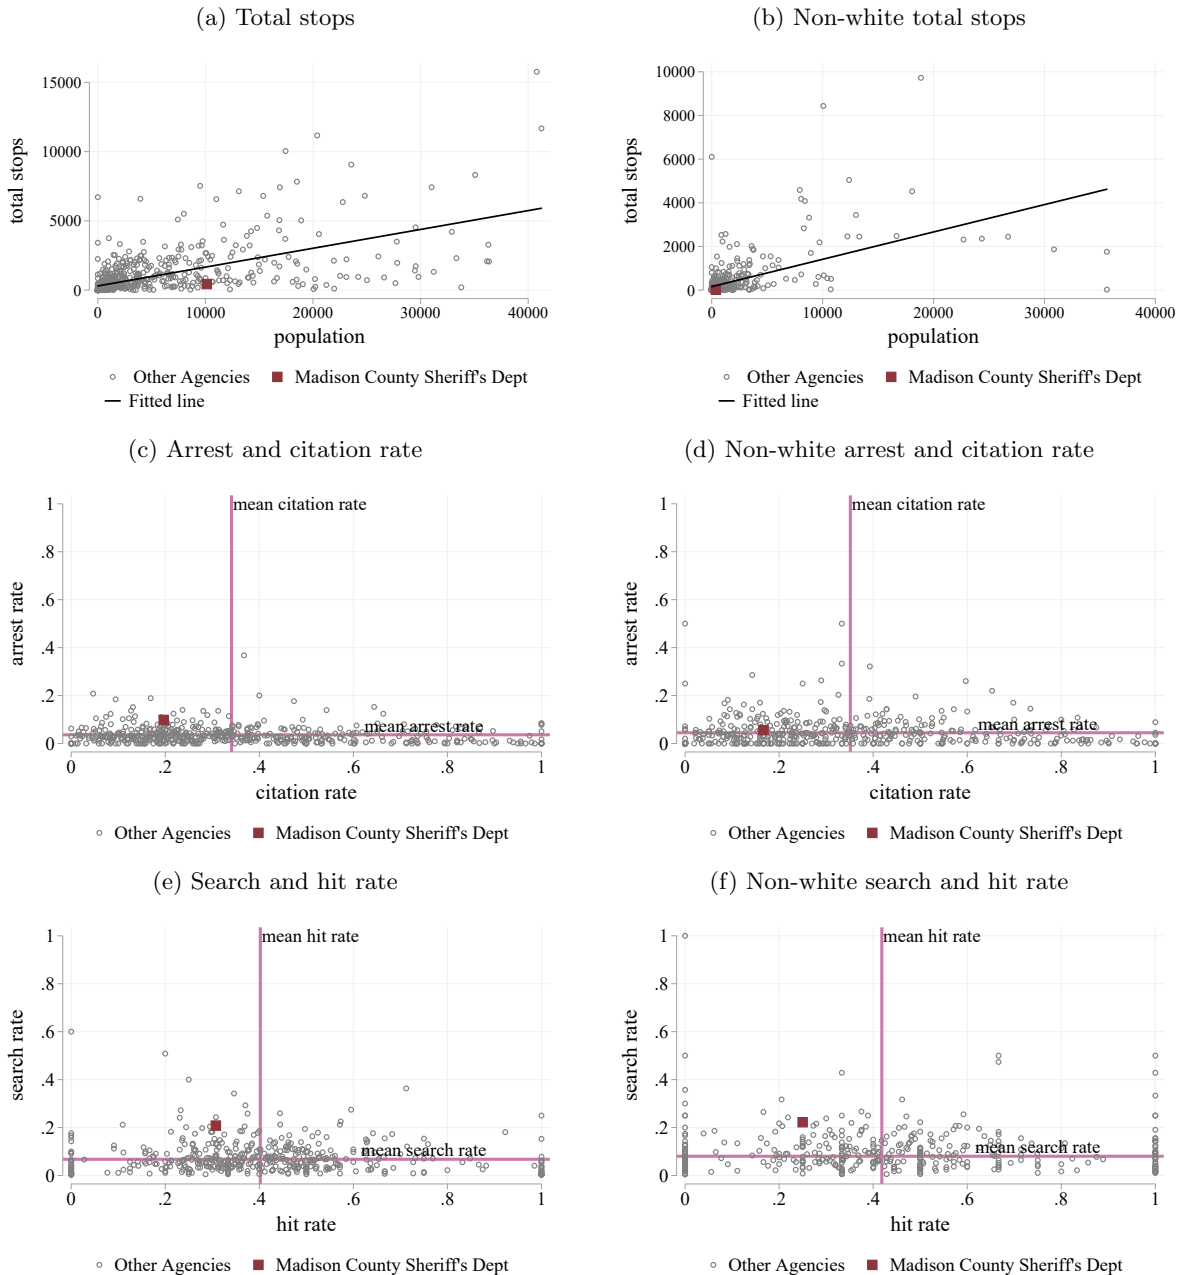 (a) Total stops
(b) Non-white total stops
total stops
15000
10000
5000
0
0
10000
20000
30000
40000
population
Other Agencies
Madison County Sheriff's Dept
Fitted line
total stops
10000
8000
6000
4000
2000
0
0
10000
20000
30000
40000
population
Other Agencies
Madison County Sheriff's Dept
Fitted line
(c) Arrest and citation rate
(d) Non-white arrest and citation rate
arrest rate
1
.8
.6
.4
.2
0
mean citation rate
mean arrest rate
0
.2
.4
.6
.8
1
citation rate
Other Agencies
Madison County Sheriff's Dept
arrest rate
1
.8
.6
.4
.2
0
mean citation rate
mean arrest rate
0
.2
.4
.6
.8
1
citation rate
Other Agencies
Madison County Sheriff's Dept
(e) Search and hit rate
(f) Non-white search and hit rate
search rate
1
.8
.6
.4
.2
0
mean hit rate
mean search rate
0
.2
.4
.6
.8
1
hit rate
Other Agencies
Madison County Sheriff's Dept
search rate
1
.8
.6
.4
.2
0
mean hit rate
mean search rate
0
.2
.4
.6
.8
1
hit rate
Other Agencies
Madison County Sheriff's Dept